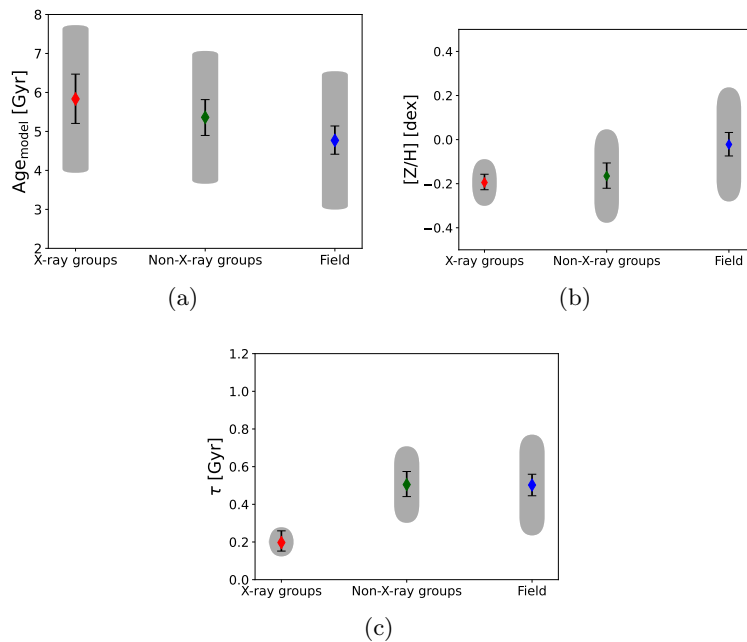 8
7
6
5
4
3
2
Age_model [Gyr]
X-ray groups Non-X-ray groups Field
(a)
0.4
0.2
0.0
−0.2
−0.4
[Z/H] [dex]
X-ray groups Non-X-ray groups Field
(b)
1.2
1.0
0.8
0.6
0.4
0.2
0.0
τ [Gyr]
X-ray groups Non-X-ray groups Field
(c)